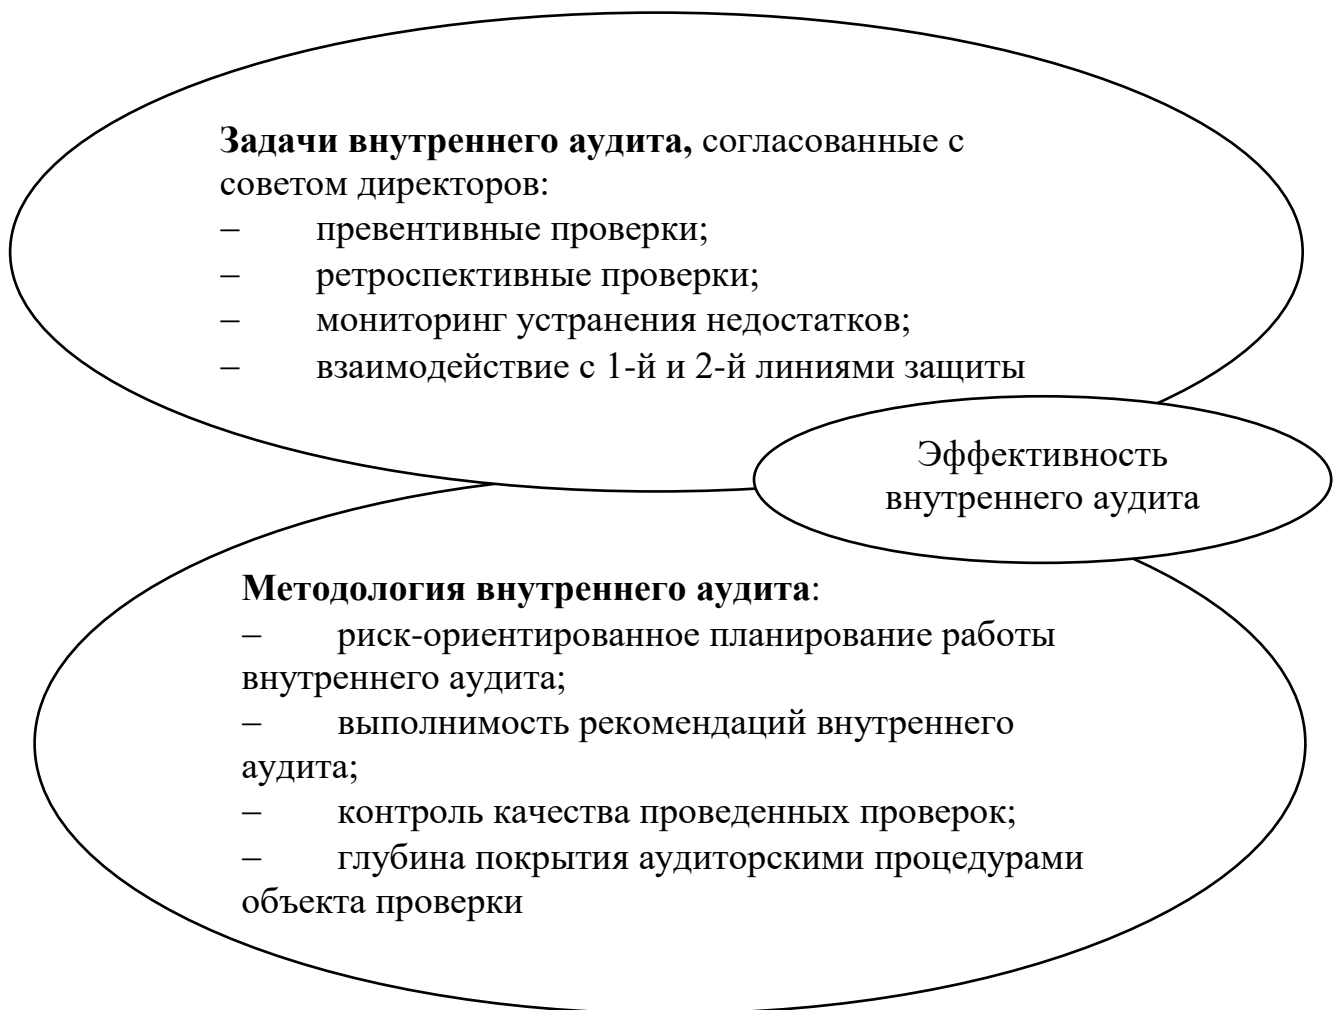 Задачи внутреннего аудита, согласованные с
советом директоров:
– превентивные проверки;
– ретроспективные проверки;
– мониторинг устранения недостатков;
– взаимодействие с 1-й и 2-й линиями защиты
Эффективность
внутреннего аудита
Методология внутреннего аудита:
– риск-ориентированное планирование работы
внутреннего аудита;
– выполнимость рекомендаций внутреннего
аудита;
– контроль качества проведенных проверок;
– глубина покрытия аудиторскими процедурами
объекта проверки